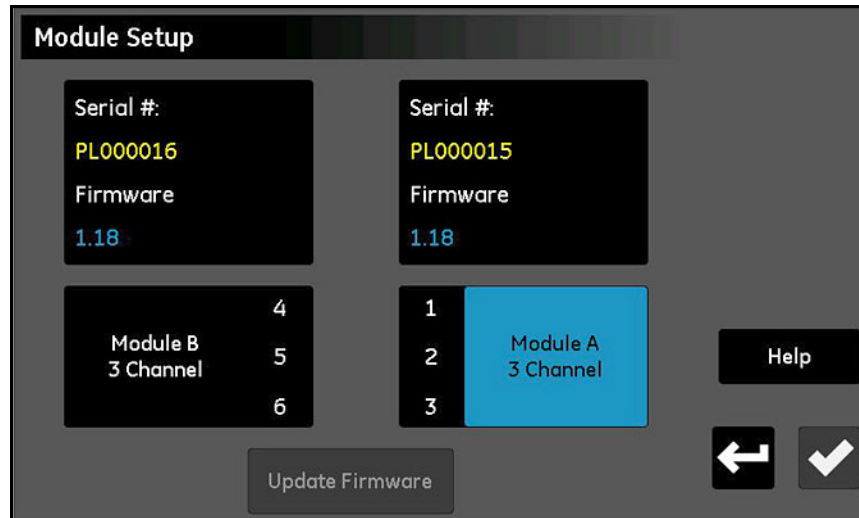 Module Setup
Serial #:
PL000016
Firmware
1.18
Serial #:
PL000015
Firmware
1.18
Module B
3 Channel
4
5
6
1
2
3
Module A
3 Channel
Help
Update Firmware